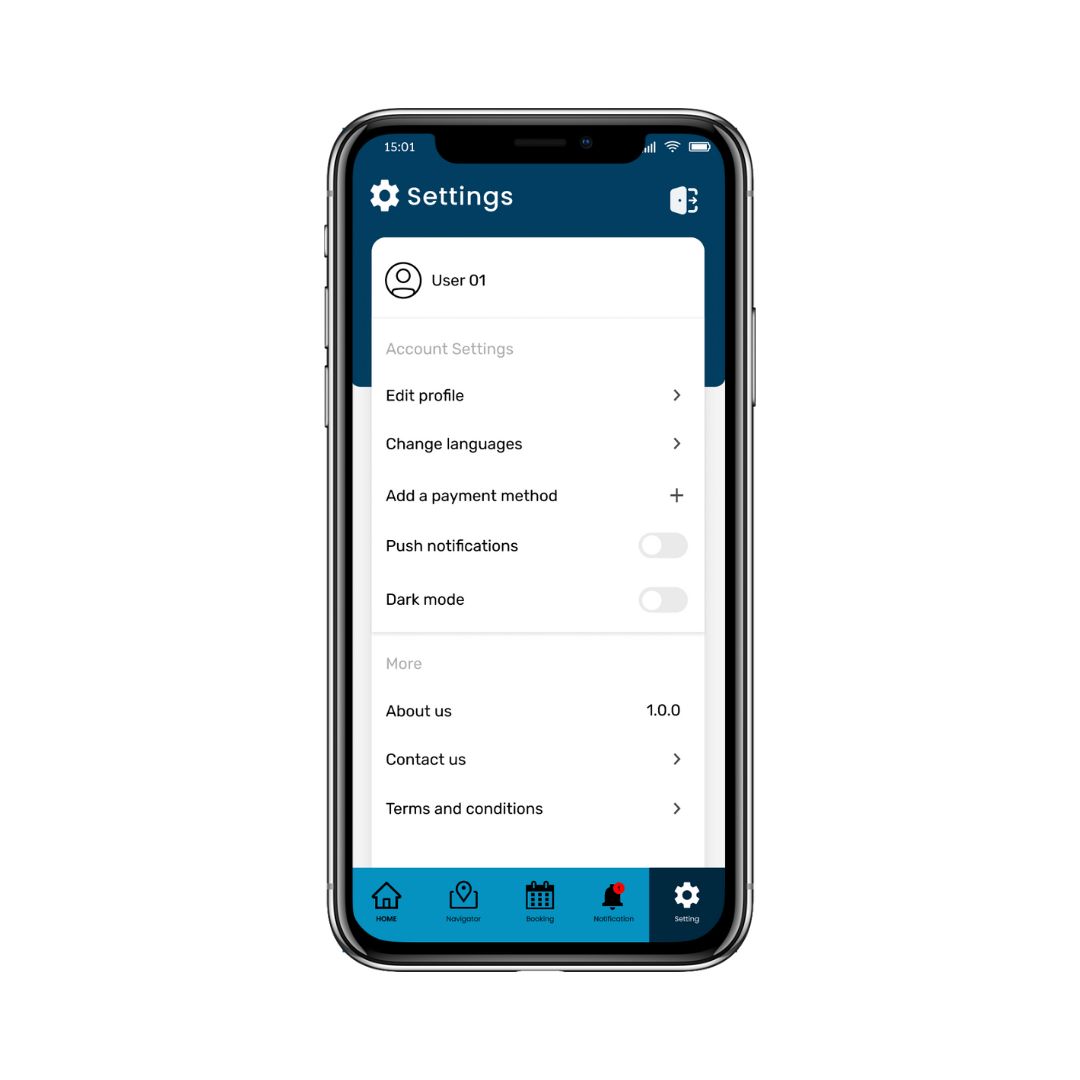 15:01
Settings
User 01
Account Settings
Edit profile
Change languages
Add a payment method
Push notifications
Dark mode
More
About us 1.0.0
Contact us
Terms and conditions
HOME Navigator Booking Notification Setting